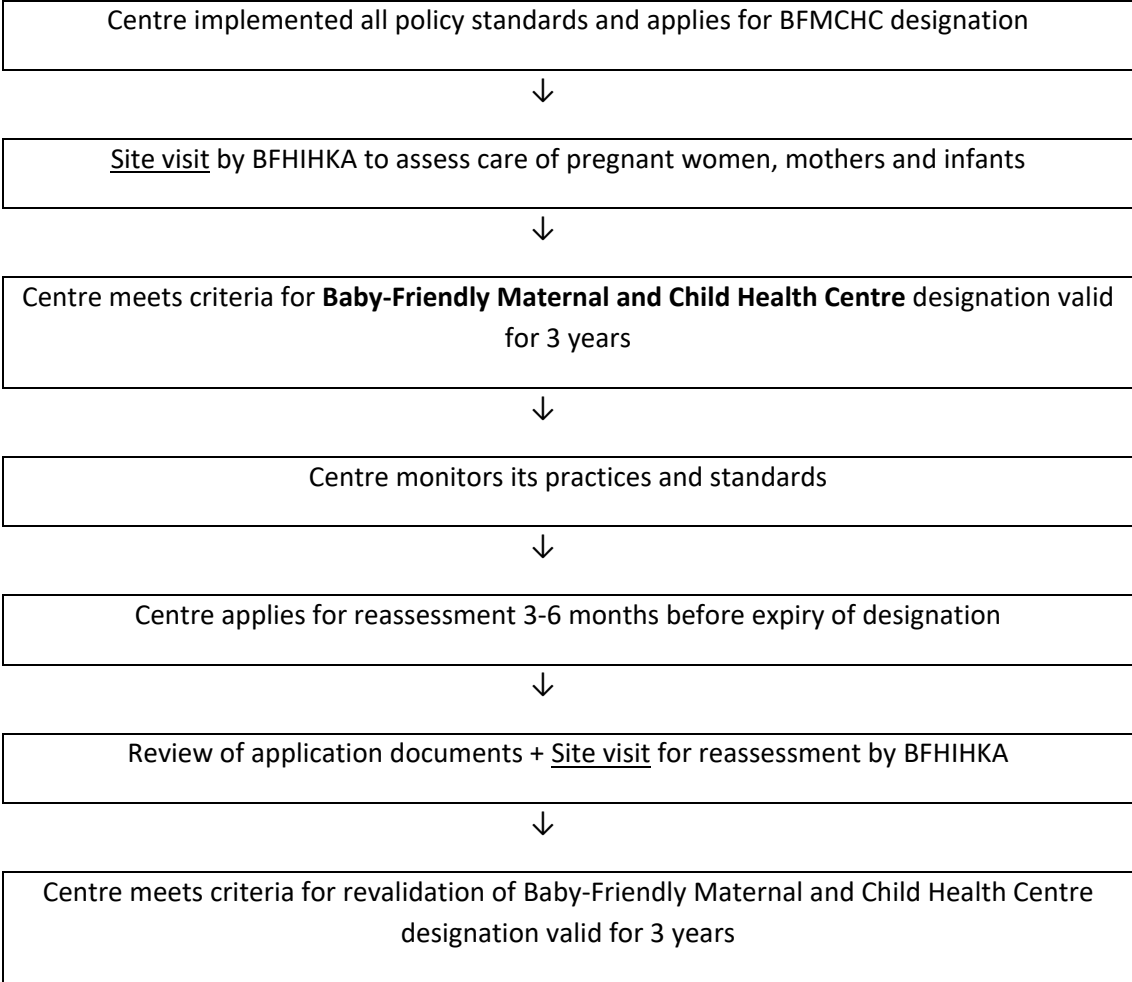 Centre implemented all policy standards and applies for BFMCHC designation
↓
Site visit by BFHIHKA to assess care of pregnant women, mothers and infants
↓
Centre meets criteria for Baby-Friendly Maternal and Child Health Centre designation valid
for 3 years
↓
Centre monitors its practices and standards
↓
Centre applies for reassessment 3-6 months before expiry of designation
↓
Review of application documents + Site visit for reassessment by BFHIHKA
↓
Centre meets criteria for revalidation of Baby-Friendly Maternal and Child Health Centre
designation valid for 3 years